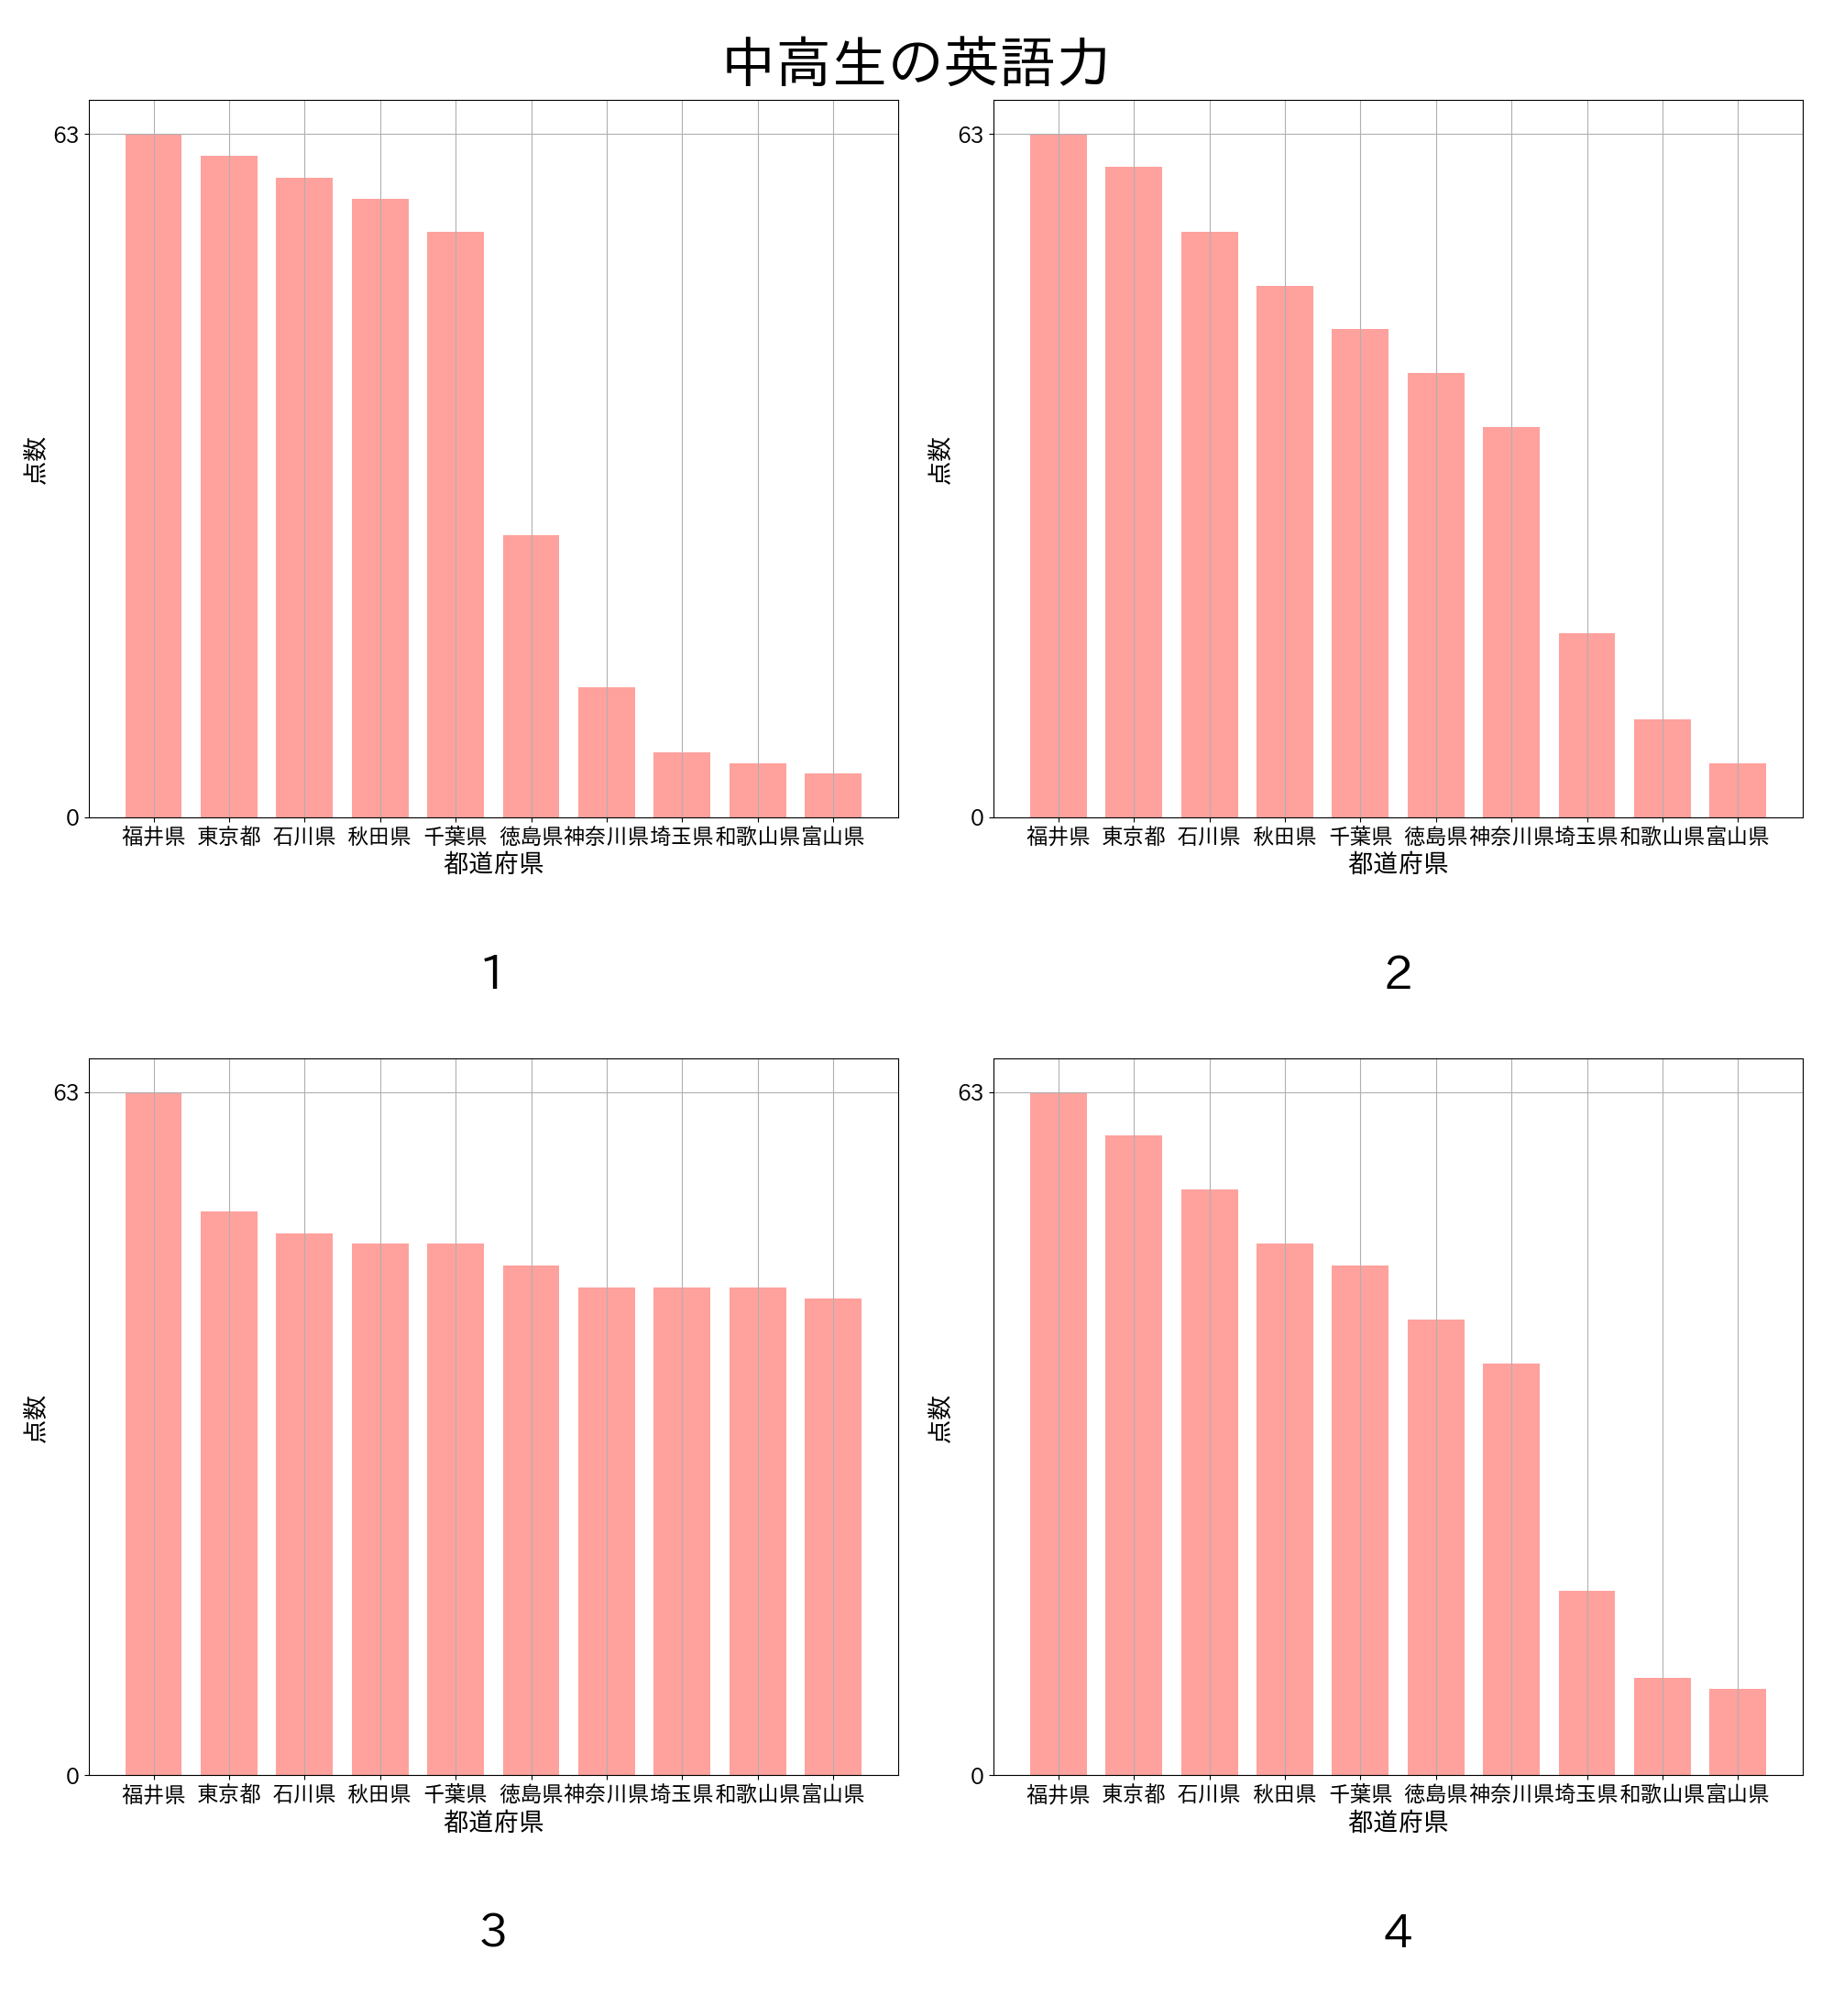 中高生の英語力
63
0
点数
福井県 東京都 石川県 秋田県 千葉県 徳島県 神奈川県 埼玉県 和歌山県 富山県
都道府県
1
63
0
点数
福井県 東京都 石川県 秋田県 千葉県 徳島県 神奈川県 埼玉県 和歌山県 富山県
都道府県
2
63
0
点数
福井県 東京都 石川県 秋田県 千葉県 徳島県 神奈川県 埼玉県 和歌山県 富山県
都道府県
3
63
0
点数
福井県 東京都 石川県 秋田県 千葉県 徳島県 神奈川県 埼玉県 和歌山県 富山県
都道府県
4